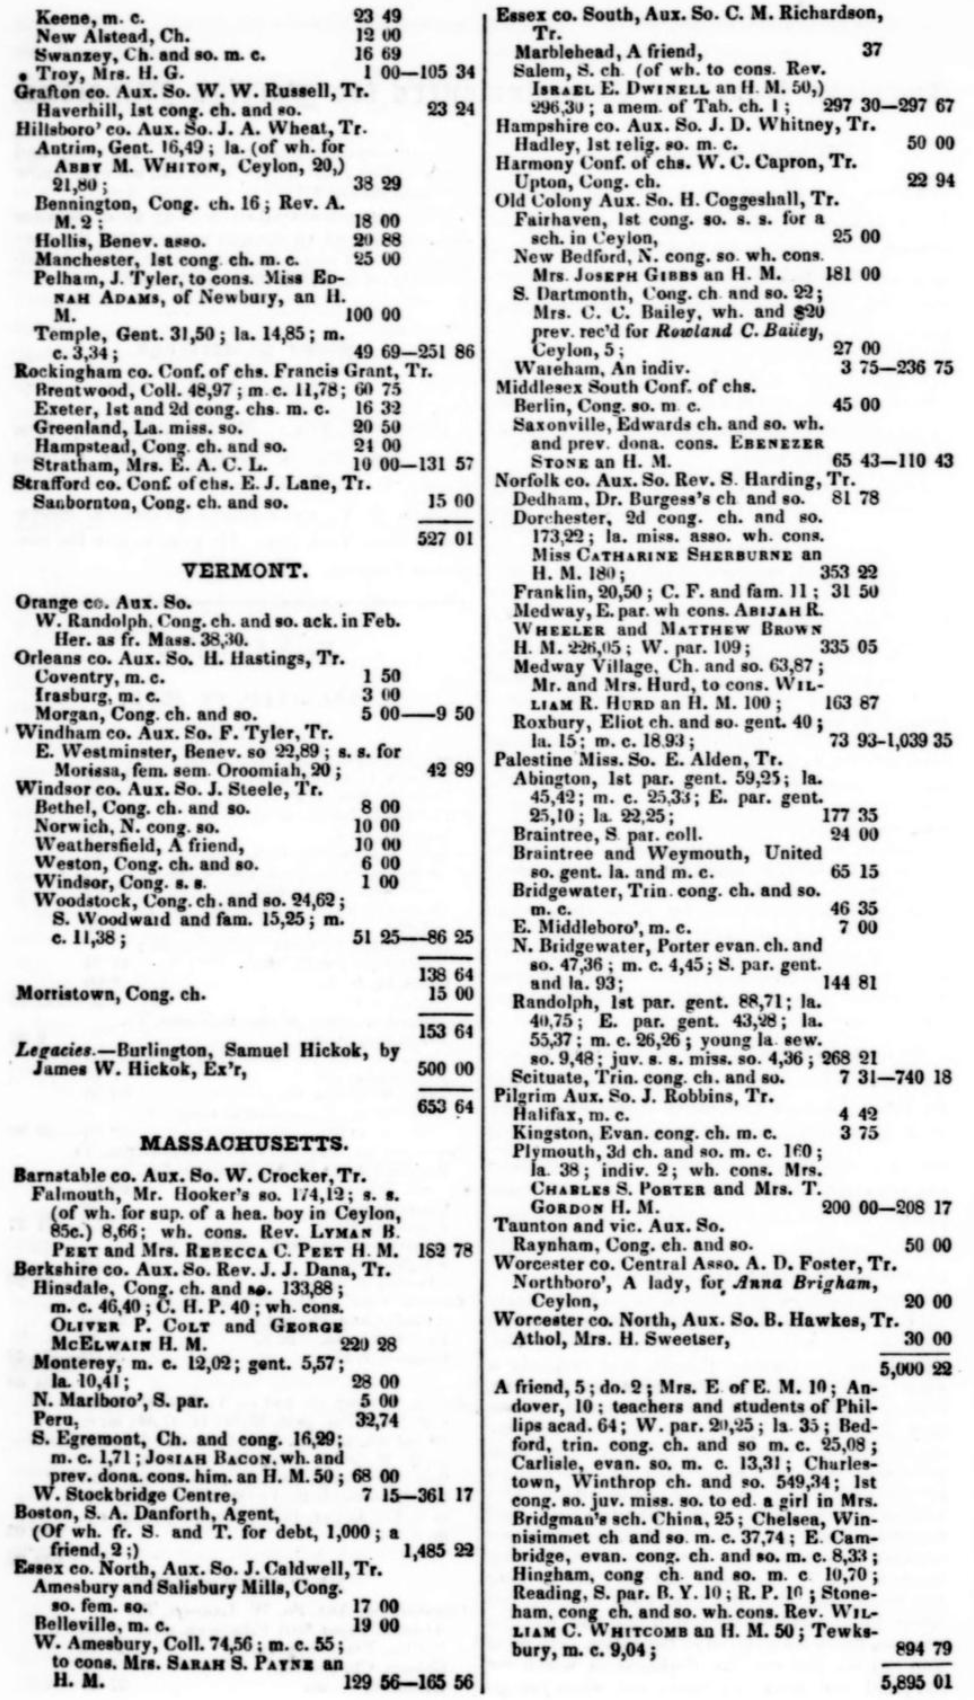 Keene, m. c. 23 49
New Alstead, Ch. 12 00
Swanzey, Ch. and so. m. c. 16 69
Troy, Mrs. H. G. 1 00—105 34
Grafton co. Aux. So. W. W. Russell, Tr.
Haverhill, 1st cong. ch. and so. 23 24
Hillsboro' co. Aux. So. J. A. Wheat, Tr.
Antrim, Gent. 16,49; la. (of wh. for
ABBY M. WHITON, Ceylon, 20,)
21,80; 38 29
Bennington, Cong. ch. 16; Rev. A.
M. 2; 18 00
Hollis, Benev. asso. 20 88
Manchester, 1st cong. ch. m. c. 25 00
Pelham, J. Tyler, to cons. Miss ED-
NAH ADAMS, of Newbury, an H.
M. 100 00
Temple, Gent. 31,50; la. 14,85; m.
c. 3,34; 49 69—251 86
Rockingham co. Conf. of chs. Francis Grant, Tr.
Brentwood, Coll. 48,97; m. c. 11,78; 60 75
Exeter, 1st and 2d cong. chs. m. c. 16 32
Greenland, La. miss. so. 20 50
Hampstead, Cong. ch. and so. 24 00
Stratham, Mrs. E. A. C. L. 10 00—131 57
Strafford co. Conf. of chs. E. J. Lane, Tr.
Sanbornton, Cong. ch. and so. 15 00
527 01
VERMONT.
Orange co. Aux. So.
W. Randolph, Cong. ch. and so. ack. in Feb.
Her. as fr. Mass. 38,30.
Orleans co. Aux. So. H. Hastings, Tr.
Coventry, m. c. 1 50
Irasburg, m. c. 3 00
Morgan, Cong. ch. and so. 5 00——9 50
Windham co. Aux. So. F. Tyler, Tr.
E. Westminster, Benev. so 22,89; s. s. for
Morissa, fem. sem. Oroomiah, 20; 42 89
Windsor co. Aux. So. J. Steele, Tr.
Bethel, Cong. ch. and so. 8 00
Norwich, N. cong. so. 10 00
Weathersfield, A friend, 10 00
Weston, Cong. ch. and so. 6 00
Windsor, Cong. s. s. 1 00
Woodstock, Cong. ch. and so. 24,62;
S. Woodward and fam. 15,25; m.
c. 11,38; 51 25——86 25
138 64
Morristown, Cong. ch. 15 00
153 64
Legacies.—Burlington, Samuel Hickok, by
James W. Hickok, Ex'r, 500 00
653 64
MASSACHUSETTS.
Barnstable co. Aux. So. W. Crocker, Tr.
Falmouth, Mr. Hooker's so. 174,12; s. s.
(of wh. for sup. of a hea. boy in Ceylon,
85c.) 8,66; wh. cons. Rev. LYMAN B.
PEET and Mrs. REBECCA C. PEET H. M. 182 78
Berkshire co. Aux. So. Rev. J. J. Dana, Tr.
Hinsdale, Cong. ch. and so. 133,88;
m. c. 46,40; C. H. P. 40; wh. cons.
OLIVER P. COLT and GEORGE
MCELWAIN H. M. 220 28
Monterey, m. c. 12,02; gent. 5,57;
la. 10,41; 28 00
N. Marlboro', S. par. 5 00
Peru, 32,74
S. Egremont, Ch. and cong. 16,29;
m. c. 1,71; JOSIAH BACON, wh. and
prev. dona. cons. him. an H. M. 50; 68 00
W. Stockbridge Centre, 7 15—361 17
Boston, S. A. Danforth, Agent,
(Of wh. fr. S. and T. for debt, 1,000; a
friend, 2;) 1,485 22
Essex co. North, Aux. So. J. Caldwell, Tr.
Amesbury and Salisbury Mills, Cong.
so. fem. so. 17 00
Belleville, m. c. 19 00
W. Amesbury, Coll. 74,56; m. c. 55;
to cons. Mrs. SARAH S. PAYNE an
H. M. 129 56—165 56
Essex co. South, Aux. So. C. M. Richardson,
Tr.
Marblehead, A friend, 37
Salem, S. ch. (of wh. to cons. Rev.
ISRAEL E. DWINELL an H. M. 50,)
296,30; a mem. of Tab. ch. 1; 297 30—297 67
Hampshire co. Aux. So. J. D. Whitney, Tr.
Hadley, 1st relig. so. m. c. 50 00
Harmony Conf. of chs. W. C. Capron, Tr.
Upton, Cong. ch. 22 94
Old Colony Aux. So. H. Coggeshall, Tr.
Fairhaven, 1st cong. so. s. s. for a
sch. in Ceylon, 25 00
New Bedford, N. cong. so. wh. cons.
Mrs. JOSEPH GIBBS an H. M. 181 00
S. Dartmonth, Cong. ch. and so. 22;
Mrs. C. C. Bailey, wh. and $20
prev. rec'd for Rowland C. Bailey,
Ceylon, 5; 27 00
Wareham, An indiv. 3 75—236 75
Middlesex South Conf. of chs.
Berlin, Cong. so. m. c. 45 00
Saxonville, Edwards ch. and so. wh.
and prev. dona. cons. EBENEZER
STONE an H. M. 65 43—110 43
Norfolk co. Aux. So. Rev. S. Harding, Tr.
Dedham, Dr. Burgess's ch and so. 81 78
Dorchester, 2d cong. ch. and so.
173,22; la. miss. asso. wh. cons.
Miss CATHARINE SHERBURNE an
H. M. 180; 353 22
Franklin, 20,50; C. F. and fam. 11; 31 50
Medway, E. par. wh cons. ABIJAH R.
WHEELER and MATTHEW BROWN
H. M. 226,05; W. par. 109; 335 05
Medway Village, Ch. and so. 63,87;
Mr. and Mrs. Hurd, to cons. WIL-
LIAM R. HURD an H. M. 100; 163 87
Roxbury, Eliot ch. and so. gent. 40;
la. 15; m. c. 18.93; 73 93-1,039 35
Palestine Miss. So. E. Alden, Tr.
Abington, 1st par. gent. 59,25; la.
45,42; m. c. 25,33; E. par. gent.
25,10; la. 22,25; 177 35
Braintree, S. par. coll. 24 00
Braintree and Weymouth, United
so. gent. la. and m. c. 65 15
Bridgewater, Trin. cong. ch. and so.
m. c. 46 35
E. Middleboro', m. c. 7 00
N. Bridgewater, Porter evan. ch. and
so. 47,36; m. c. 4,45; S. par. gent.
and la. 93; 144 81
Randolph, 1st par. gent. 88,71; la.
40,75; E. par. gent. 43,28; la.
55,37; m. c. 26,26; young la. sew.
so. 9,48; juv. s. s. miss. so. 4,36; 268 21
Scituate, Trin. cong. ch. and so. 7 31—740 18
Pilgrim Aux. So. J. Robbins, Tr.
Halifax, m. c. 4 42
Kingston, Evan. cong. ch. m. c. 3 75
Plymouth, 3d ch. and so. m. c. 160;
la. 38; indiv. 2; wh. cons. Mrs.
CHARLES S. PORTER and Mrs. T.
GORDON H. M. 200 00—208 17
Taunton and vic. Aux. So.
Raynham, Cong. ch. and so. 50 00
Worcester co. Central Asso. A. D. Foster, Tr.
Northboro', A lady, for Anna Brigham,
Ceylon, 20 00
Worcester co. North, Aux. So. B. Hawkes, Tr.
Athol, Mrs. H. Sweetser, 30 00
5,000 22
A friend, 5; do. 2; Mrs. E. of E. M. 10; An-
dover, 10; teachers and students of Phil-
lips acad. 64; W. par. 20,25; la. 35; Bed-
ford, trin. cong. ch. and so m. c. 25,08;
Carlisle, evan. so. m. c. 13,31; Charles-
town, Winthrop ch. and so. 549,34; 1st
cong. so. juv. miss. so. to ed. a girl in Mrs.
Bridgman's sch. China, 25; Chelsea, Win-
nisimmet ch and so. m. c. 37,74; E. Cam-
bridge, evan. cong. ch. and so. m. c. 8,33;
Hingham, cong ch. and so. m. c 10,70;
Reading, S. par. B. Y. 10; R. P. 10; Stone-
ham, cong ch. and so. wh. cons. Rev. WIL-
LIAM C. WHITCOMB an H. M. 50; Tewks-
bury, m. c. 9,04; 894 79
5,895 01